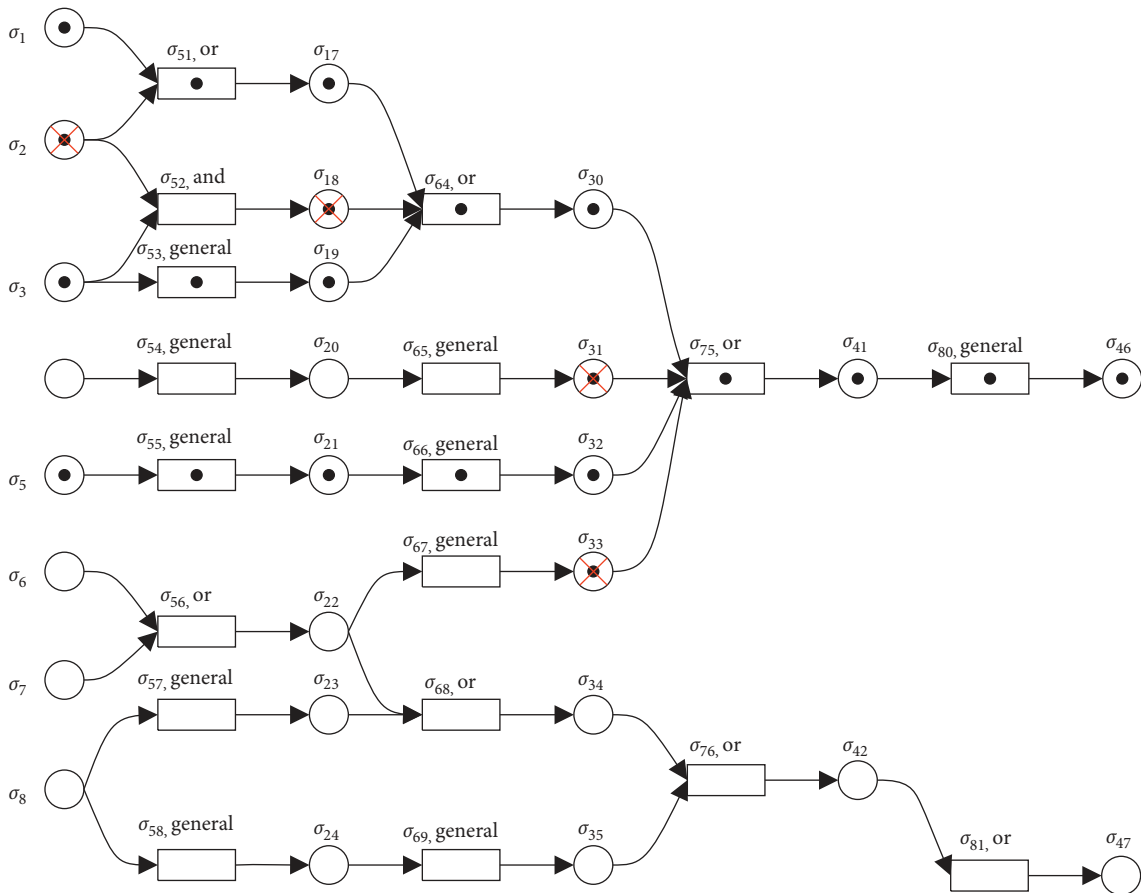 σ1
σ51, or
σ17
σ2
σ52, and
σ18
σ64, or
σ30
σ53, general
σ19
σ3
σ54, general
σ20
σ65, general
σ31
σ75, or
σ41
σ80, general
σ46
σ55, general
σ21
σ66, general
σ32
σ5
σ67, general
σ33
σ6
σ56, or
σ22
σ7
σ57, general
σ23
σ68, or
σ34
σ76, or
σ42
σ8
σ58, general
σ24
σ69, general
σ35
σ81, or
σ47